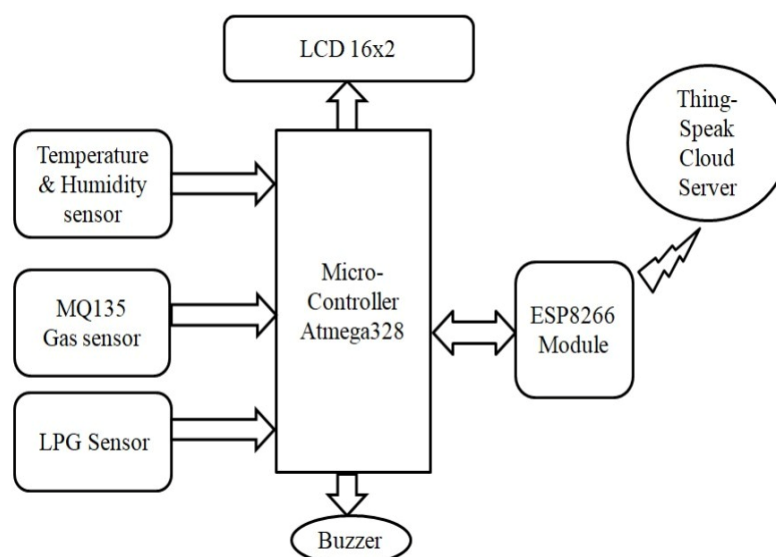 LCD 16x2
Thing-
Speak
Cloud
Server
Temperature
& Humidity
sensor
Micro-
Controller
Atmega328
MQ135
Gas sensor
ESP8266
Module
LPG Sensor
Buzzer